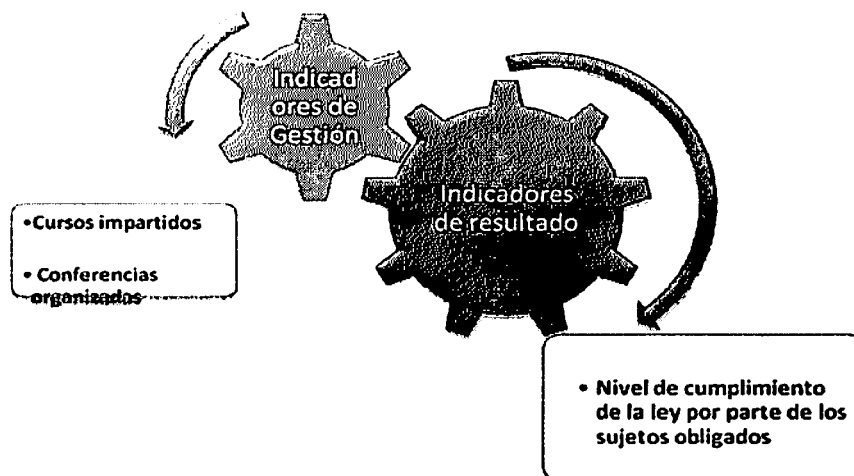 Indicad
ores de
Gestión
Indicadores
de resultado
•Cursos impartidos
• Conferencias
organizados
• Nivel de cumplimiento
de la ley por parte de los
sujetos obligados